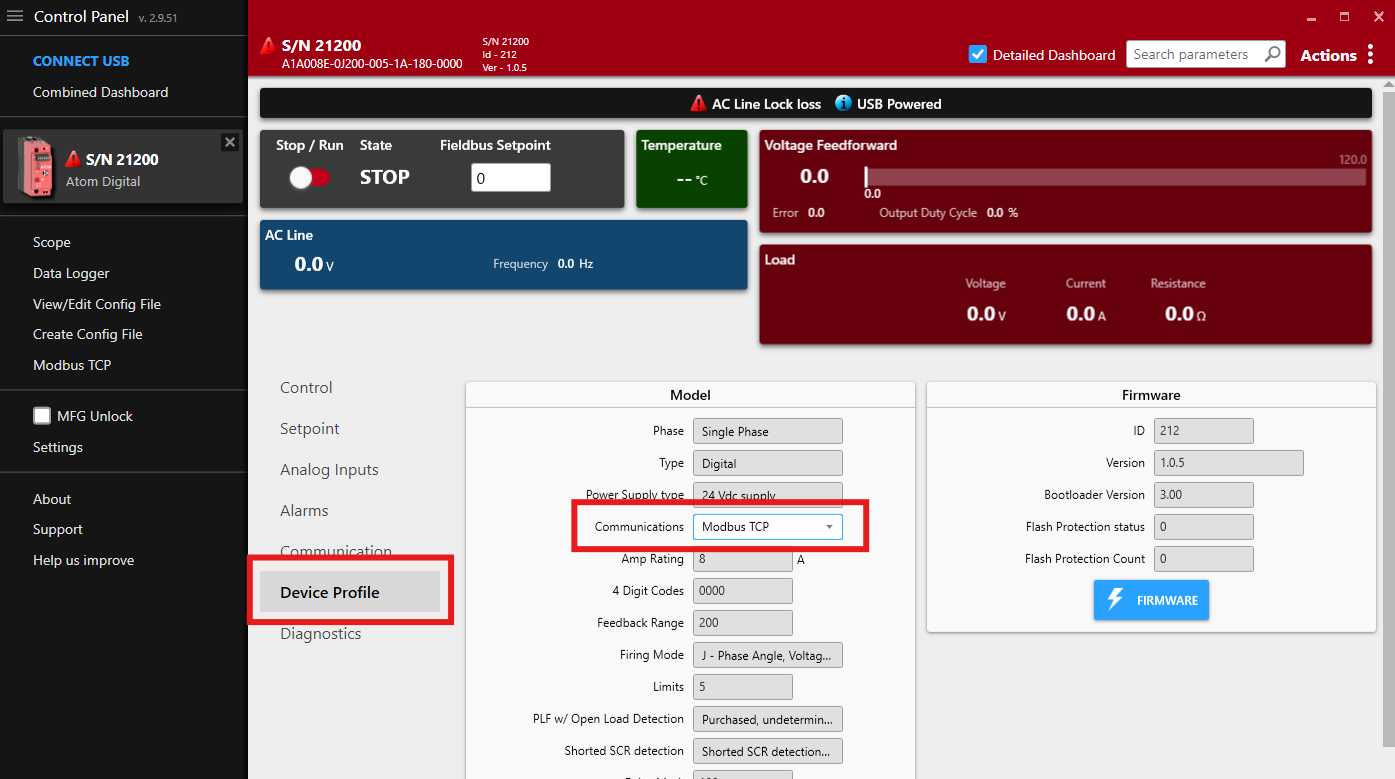 Control Panel v. 2.9.51
CONNECT USB
Combined Dashboard
S/N 21200
Atom Digital
Scope
Data Logger
View/Edit Config File
Create Config File
Modbus TCP
MFG Unlock
Settings
About
Support
Help us improve
S/N 21200
A1A008E-0J200-005-1A-180-0000
S/N 21200
Id - 212
Ver - 1.0.5
Detailed Dashboard
Search parameters
Actions
AC Line Lock loss
USB Powered
Stop / Run State Fieldbus Setpoint
STOP 0
Temperature
-- °C
Voltage Feedforward
120.0
0.0
0.0
Error 0.0 Output Duty Cycle 0.0 %
AC Line
0.0 V Frequency 0.0 Hz
Load
Voltage Current Resistance
0.0 V 0.0 A 0.0 Ω
Control
Setpoint
Analog Inputs
Alarms
Communication
Device Profile
Diagnostics
Model
Phase Single Phase
Type Digital
Power Supply type 24 Vdc supply
Communications Modbus TCP
Amp Rating 8 A
4 Digit Codes 0000
Feedback Range 200
Firing Mode J - Phase Angle, Voltag...
Limits 5
PLF w/ Open Load Detection Purchased, undetermin...
Shorted SCR detection Shorted SCR detection...
Firmware
ID 212
Version 1.0.5
Bootloader Version 3.00
Flash Protection status 0
Flash Protection Count 0
FIRMWARE